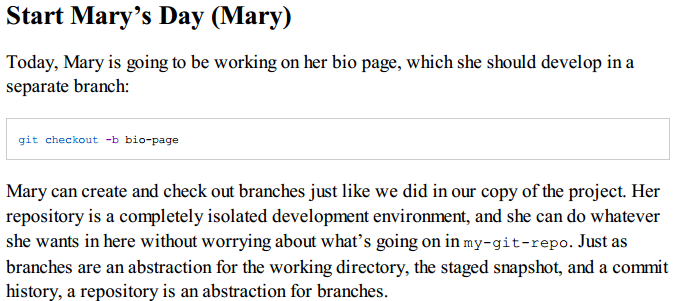 Start Mary’s Day (Mary)
Today, Mary is going to be working on her bio page, which she should develop in a
separate branch:
git checkout -b bio-page
Mary can create and check out branches just like we did in our copy of the project. Her
repository is a completely isolated development environment, and she can do whatever
she wants in here without worrying about what’s going on in my-git-repo. Just as
branches are an abstraction for the working directory, the staged snapshot, and a commit
history, a repository is an abstraction for branches.